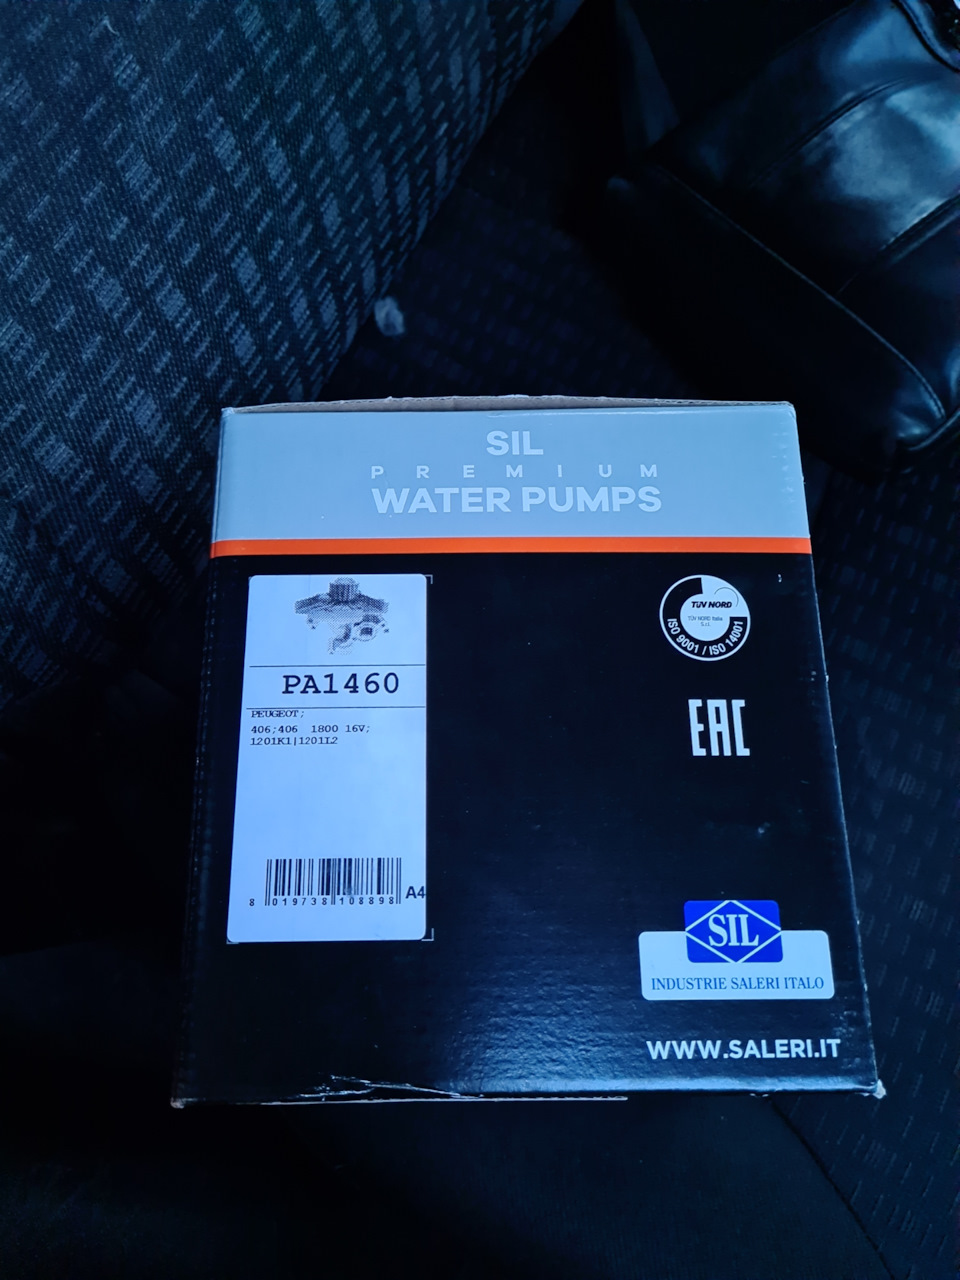 SIL
PREMIUM
WATER PUMPS
PA1460
PEUGEOT;
406;406 1800 16V;
1201K1|1201L2
8 019738 108898 A4
TÜV NORD
TÜV NORD Italia
S.r.l.
ISO 9001 / ISO 14001
EAC
SIL
INDUSTRIE SALERI ITALO
WWW.SALERI.IT